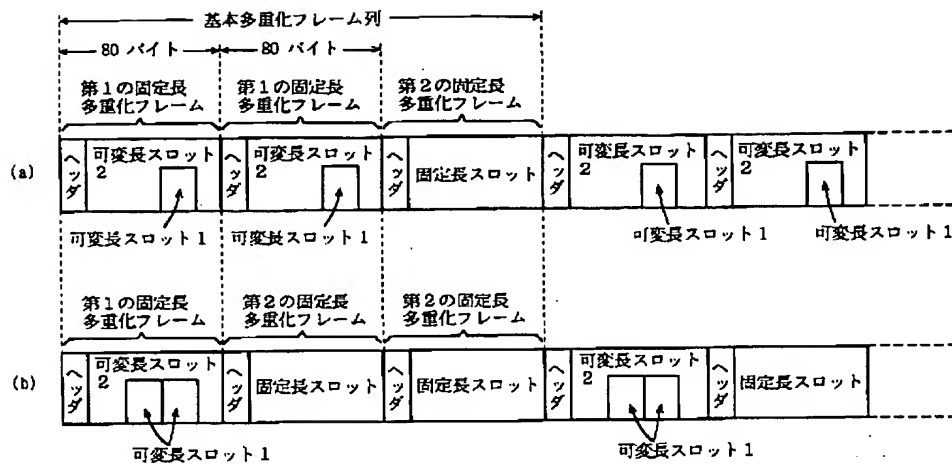 基本多重化フレーム列
80 バイト
80 バイト
第1の固定長
多重化フレーム
第1の固定長
多重化フレーム
第2の固定長
多重化フレーム
(a)
ヘッダ
可変長スロット
2
ヘッダ
可変長スロット
2
ヘッダ
固定長スロット
ヘッダ
可変長スロット
2
ヘッダ
可変長スロット
2
可変長スロット1
可変長スロット1
可変長スロット1
可変長スロット1
第1の固定長
多重化フレーム
第2の固定長
多重化フレーム
第2の固定長
多重化フレーム
(b)
ヘッダ
可変長スロット
2
ヘッダ
固定長スロット
ヘッダ
固定長スロット
ヘッダ
可変長スロット
2
ヘッダ
固定長スロット
可変長スロット1
可変長スロット1